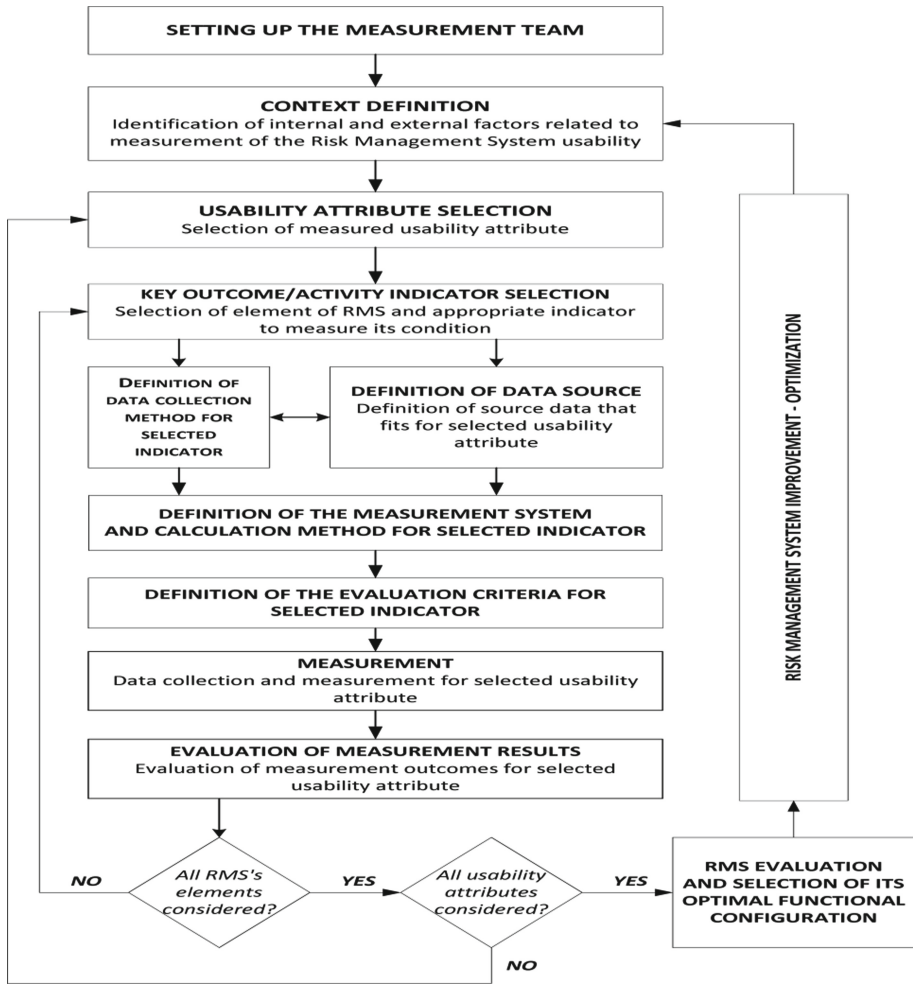 SETTING UP THE MEASUREMENT TEAM
CONTEXT DEFINITION
Identification of internal and external factors related to
measurement of the Risk Management System usability
USABILITY ATTRIBUTE SELECTION
Selection of measured usability attribute
KEY OUTCOME/ACTIVITY INDICATOR SELECTION
Selection of element of RMS and appropriate indicator
to measure its condition
DEFINITION OF
DATA COLLECTION
METHOD FOR
SELECTED
INDICATOR
DEFINITION OF DATA SOURCE
Definition of source data that
fits for selected usability
attribute
DEFINITION OF THE MEASUREMENT SYSTEM
AND CALCULATION METHOD FOR SELECTED INDICATOR
DEFINITION OF THE EVALUATION CRITERIA FOR
SELECTED INDICATOR
MEASUREMENT
Data collection and measurement for selected usability
attribute
EVALUATION OF MEASUREMENT RESULTS
Evaluation of measurement outcomes for selected
usability attribute
NO
All RMS's
elements
considered?
YES
All usability
attributes
considered?
YES
NO
RMS EVALUATION
AND SELECTION OF ITS
OPTIMAL FUNCTIONAL
CONFIGURATION
RISK MANAGEMENT SYSTEM IMPROVEMENT - OPTIMIZATION